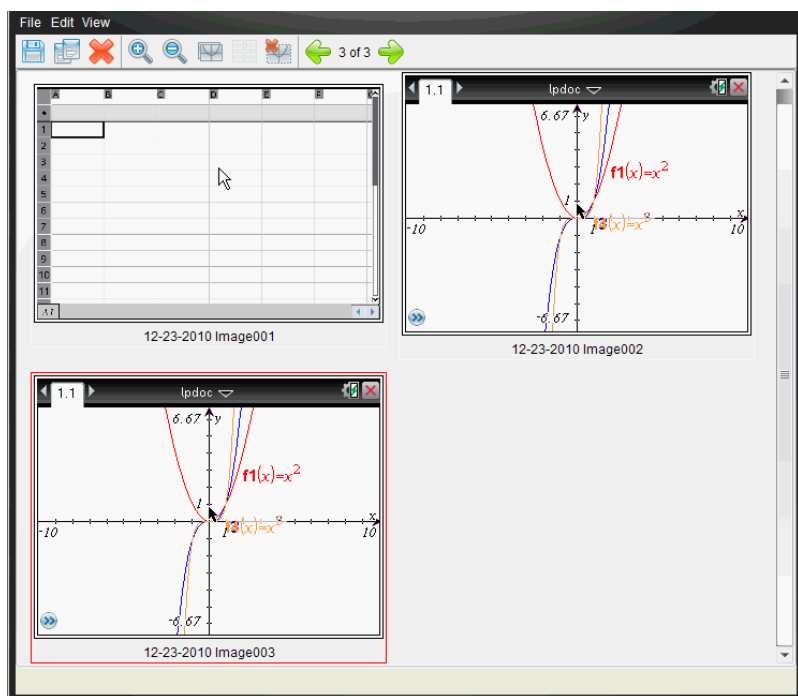 File Edit View
3 of 3
A B C D E F
1
2
3
4
5
6
7
8
9
10
11
A1
12-23-2010 Image001
1.1 lpdoc
6.67 y
f1(x)=x2
1
x
-10 1 10
-6.67
12-23-2010 Image002
1.1 lpdoc
6.67 y
f1(x)=x2
1
x
-10 1 10
-6.67
12-23-2010 Image003